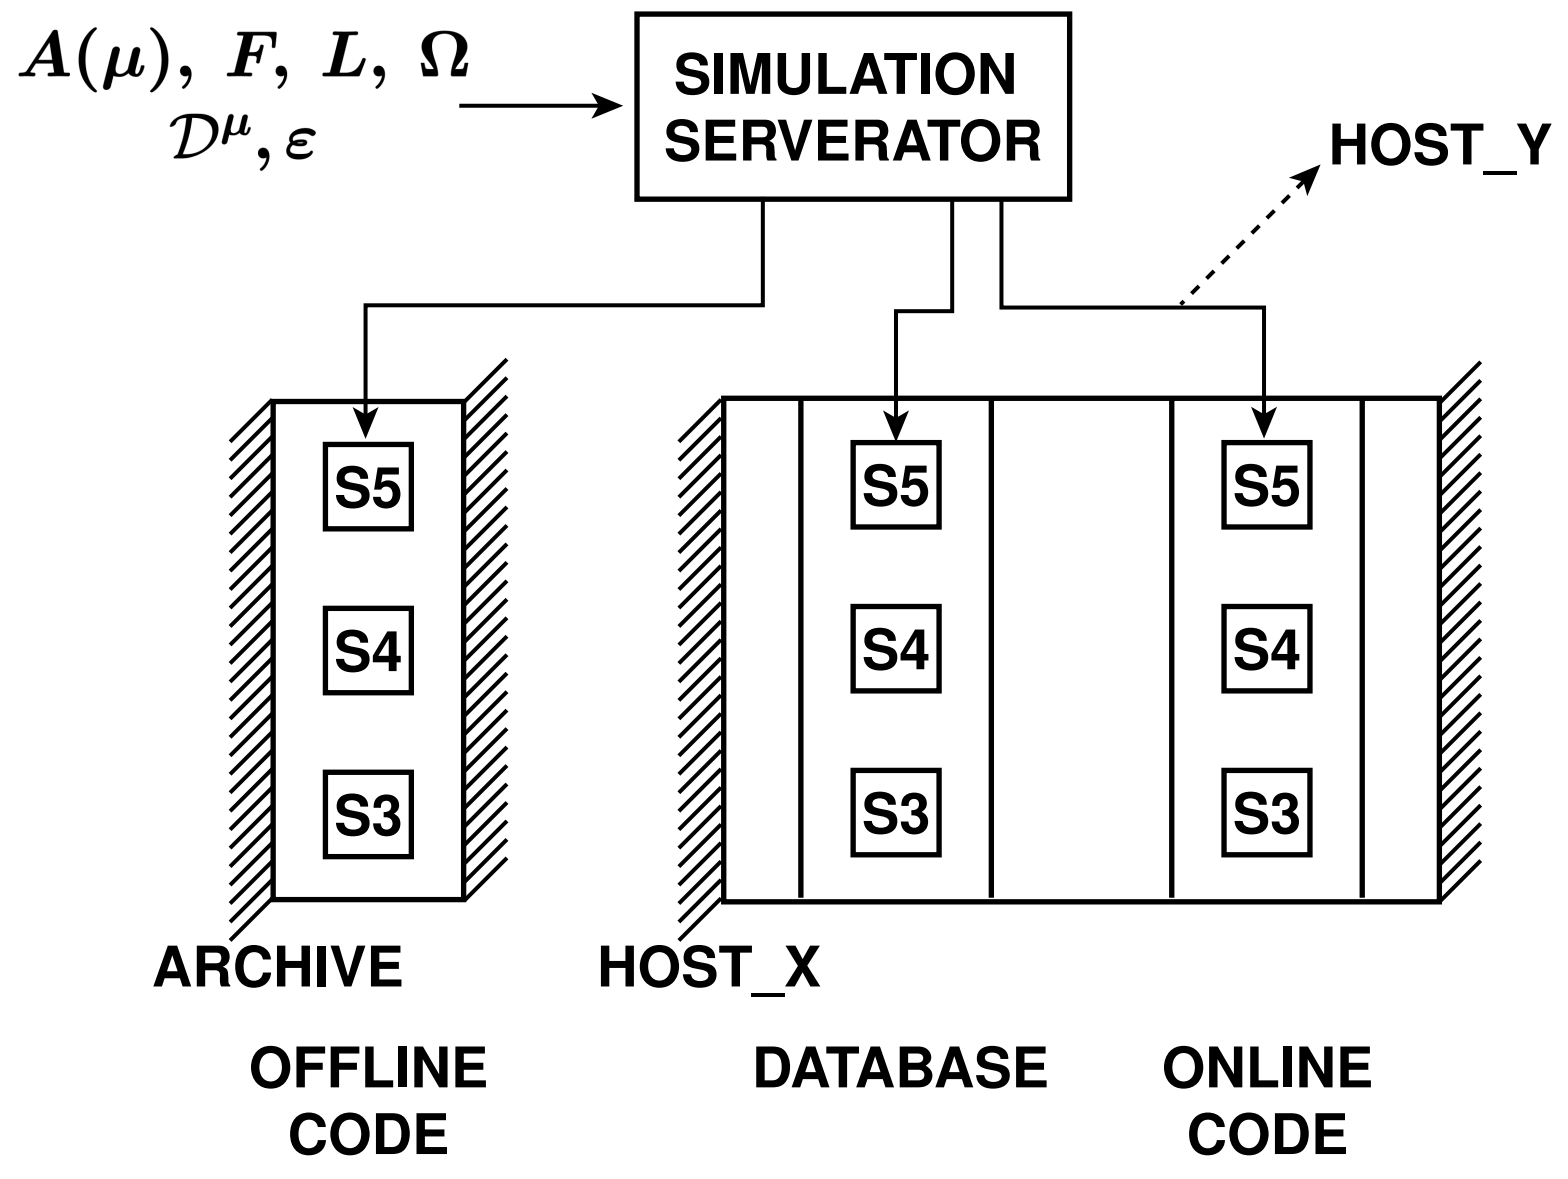 A(μ), F, L, Ω
𝒟^μ, ε
SIMULATION
SERVERATOR
HOST_Y
S5
S5
S5
S4
S4
S4
S3
S3
S3
ARCHIVE
HOST_X
OFFLINE
CODE
DATABASE
ONLINE
CODE